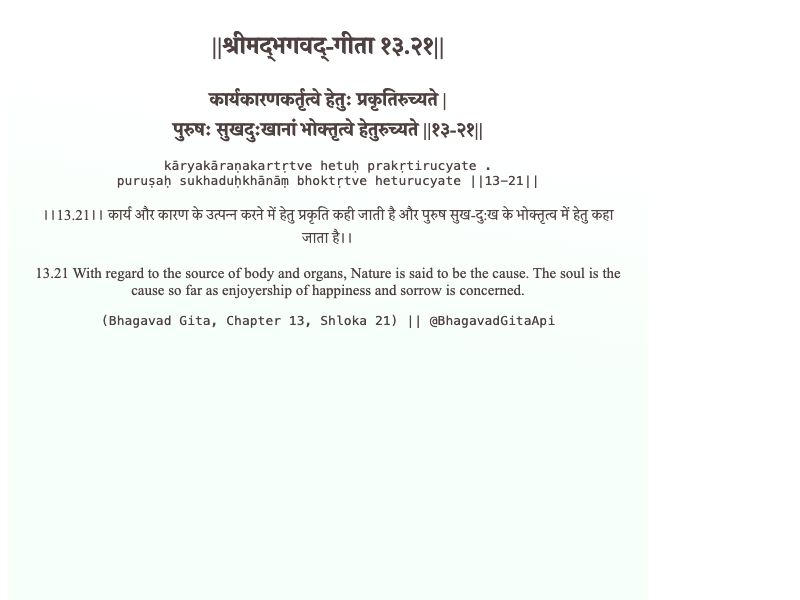 ||श्रीमद्‍भगवद्‍-गीता १३.२१||
कार्यकारणकर्तृत्वे हेतुः प्रकृतिरुच्यते |
पुरुषः सुखदुःखानां भोक्तृत्वे हेतुरुच्यते ||१३-२१||
kāryakāraṇakartṛtve hetuḥ prakṛtirucyate .
puruṣaḥ sukhaduḥkhānāṃ bhoktṛtve heturucyate ||13-21||
।।13.21।। कार्य और कारण के उत्पन्न करने में हेतु प्रकृति कही जाती है और पुरुष सुख-दु:ख के भोक्तृत्व में हेतु कहा
जाता है।।
13.21 With regard to the source of body and organs, Nature is said to be the cause. The soul is the
cause so far as enjoyership of happiness and sorrow is concerned.
(Bhagavad Gita, Chapter 13, Shloka 21) || @BhagavadGitaApi